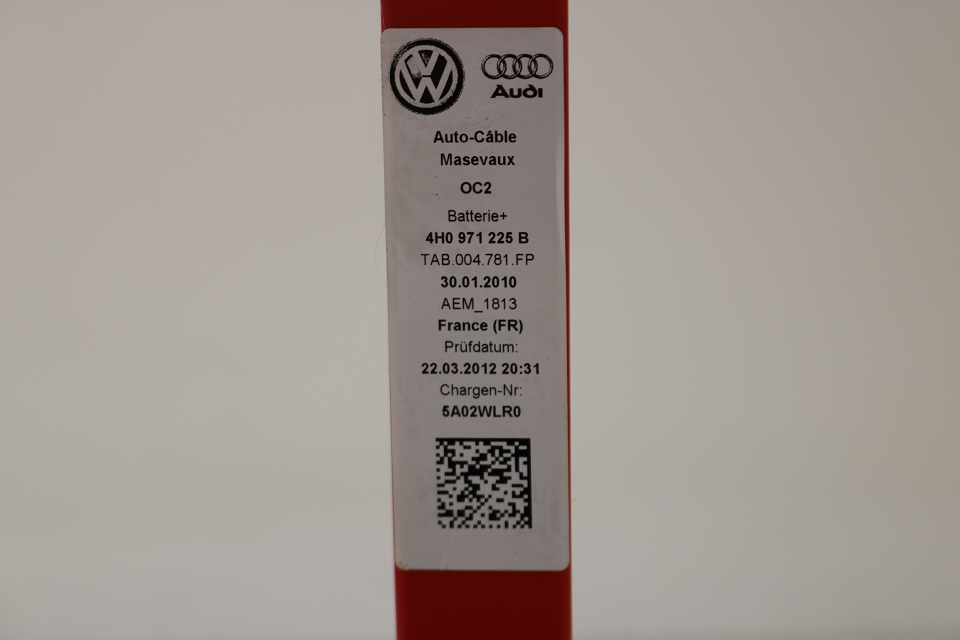 Audi
Auto-Câble
Masevaux
OC2
Batterie+
4H0 971 225 B
TAB.004.781.FP
30.01.2010
AEM_1813
France (FR)
Prüfdatum:
22.03.2012 20:31
Chargen-Nr:
5A02WLR0